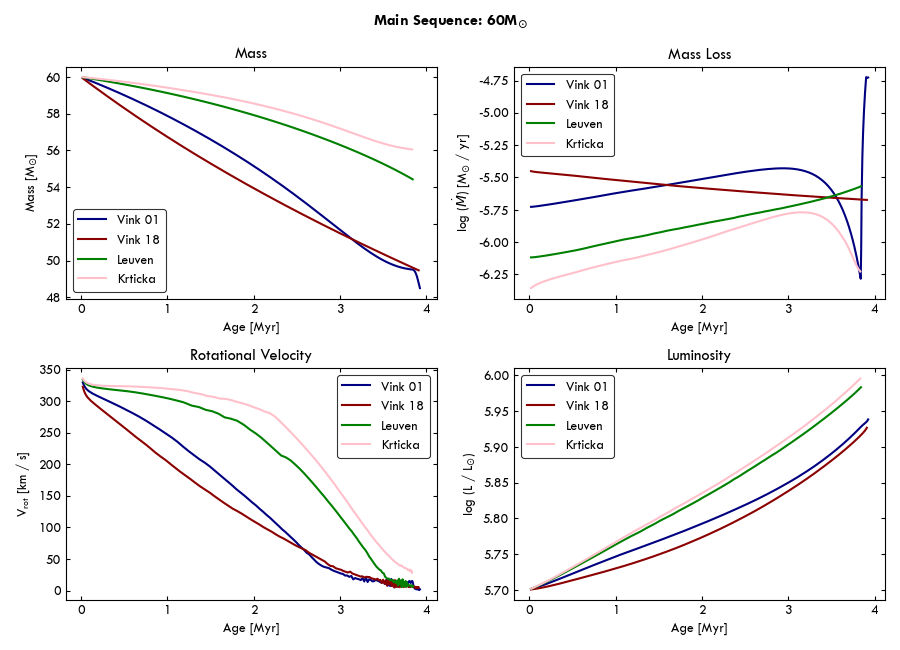 Main Sequence: 60M⊙
Mass
Mass [M⊙]
60
58
56
54
52
50
48
Vink 01
Vink 18
Leuven
Krticka
0 1 2 3 4
Age [Myr]
Mass Loss
log (Ṁ) [M⊙ / yr]
-4.75
-5.00
-5.25
-5.50
-5.75
-6.00
-6.25
Vink 01
Vink 18
Leuven
Krticka
0 1 2 3 4
Age [Myr]
Rotational Velocity
Vrot [km / s]
350
300
250
200
150
100
50
0
Vink 01
Vink 18
Leuven
Krticka
0 1 2 3 4
Age [Myr]
Luminosity
log (L / L⊙)
6.00
5.95
5.90
5.85
5.80
5.75
5.70
Vink 01
Vink 18
Leuven
Krticka
0 1 2 3 4
Age [Myr]